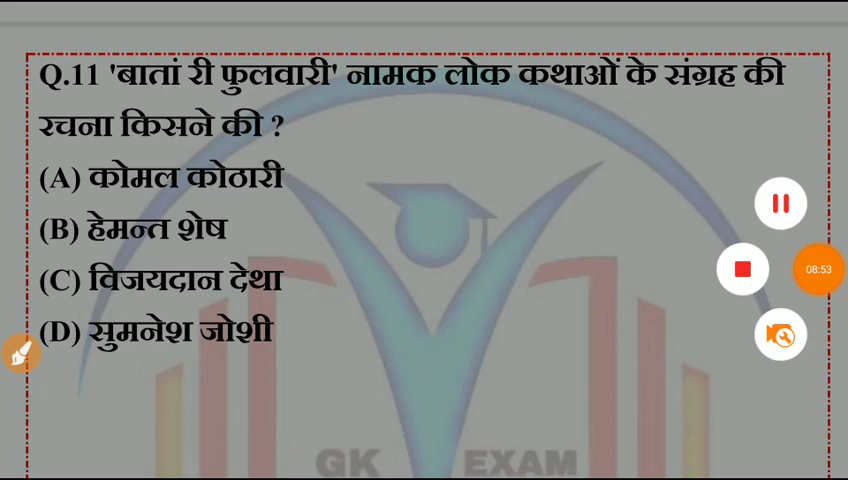 Q.11 'बातां री फुलवारी' नामक लोक कथाओं के संग्रह की
रचना किसने की ?
(A) कोमल कोठारी
(B) हेमन्त शेष
(C) विजयदान देथा
(D) सुमनेश जोशी
08:53
GK EXAM